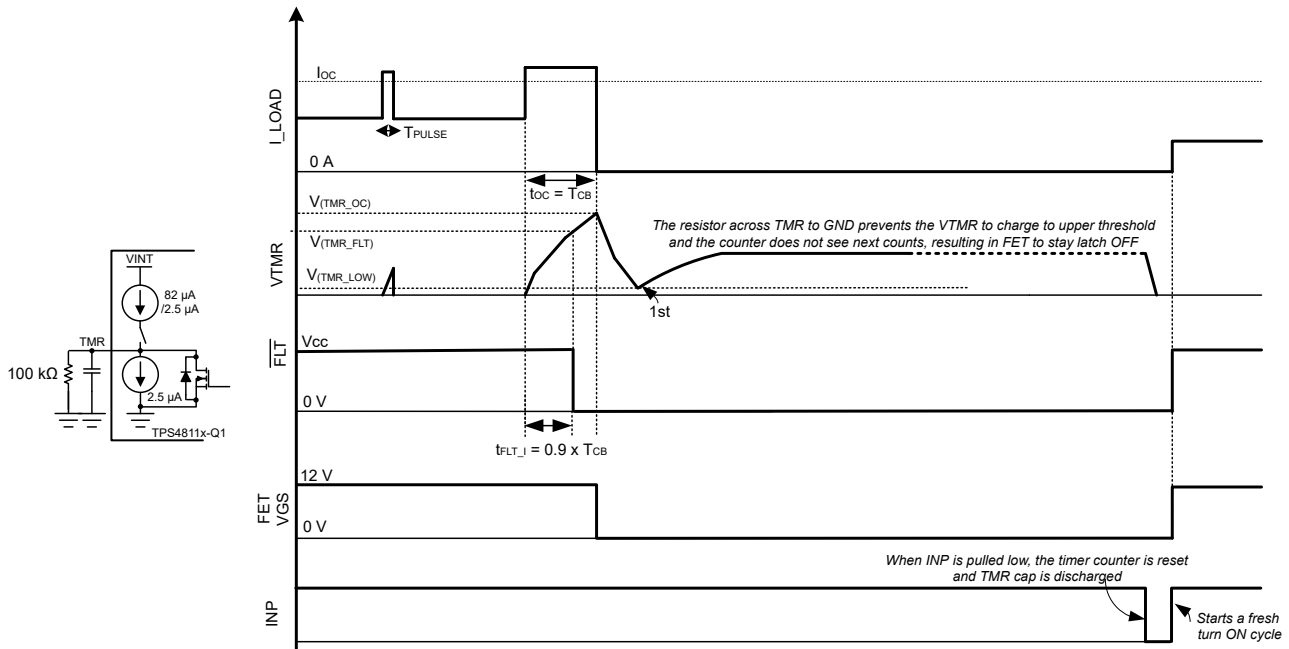 I_LOAD
IOC
TPULSE
0 A
tOC = TCB
VTMR
V(TMR_OC)
V(TMR_FLT)
V(TMR_LOW)
The resistor across TMR to GND prevents the VTMR to charge to upper threshold
and the counter does not see next counts, resulting in FET to stay latch OFF
1st
VINT
82 µA
/2.5 µA
TMR
100 kΩ
2.5 µA
TPS4811x-Q1
FLT
Vcc
0 V
tFLT_I = 0.9 x TCB
FET
VGS
12 V
0 V
When INP is pulled low, the timer counter is reset
and TMR cap is discharged
INP
Starts a fresh
turn ON cycle